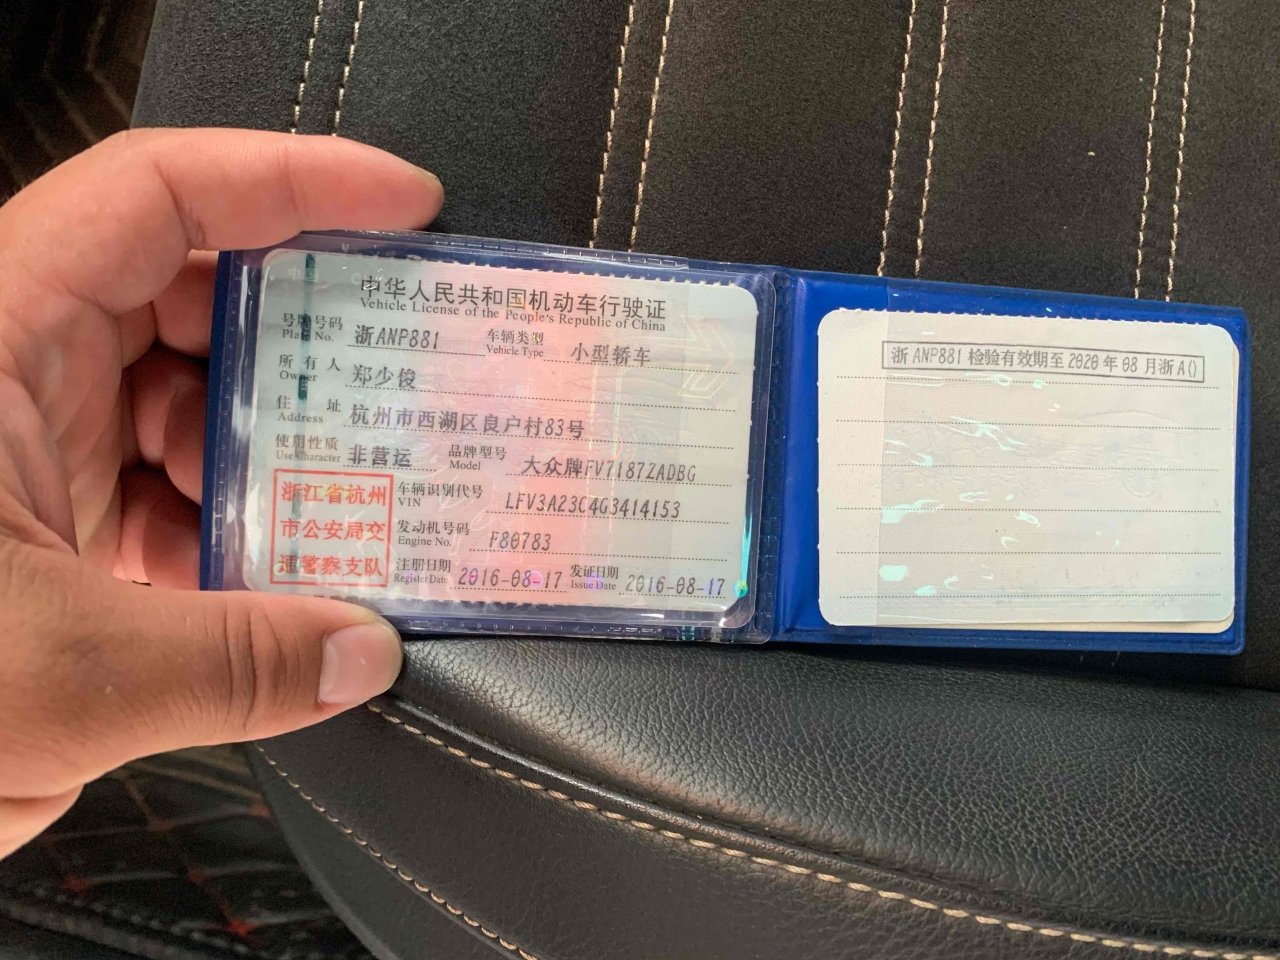 中华人民共和国机动车行驶证
Vehicle License of the People's Republic of China
号牌号码 浙ANP881 车辆类型 小型轿车
Plate No. Vehicle Type
所有人 郑少俊
Owner
住址 杭州市西湖区良户村83号
Address
使用性质 非营运 品牌型号 大众牌FV7187ZADBG
Use Character Model
浙江省杭州
市公安局交
通警察支队
车辆识别代号 LFV3A23C4G3414153
VIN
发动机号码 F80783
Engine No.
注册日期 2016-08-17 发证日期 2016-08-17
Register Date Issue Date
浙ANP881 检验有效期至2020年08月浙A()